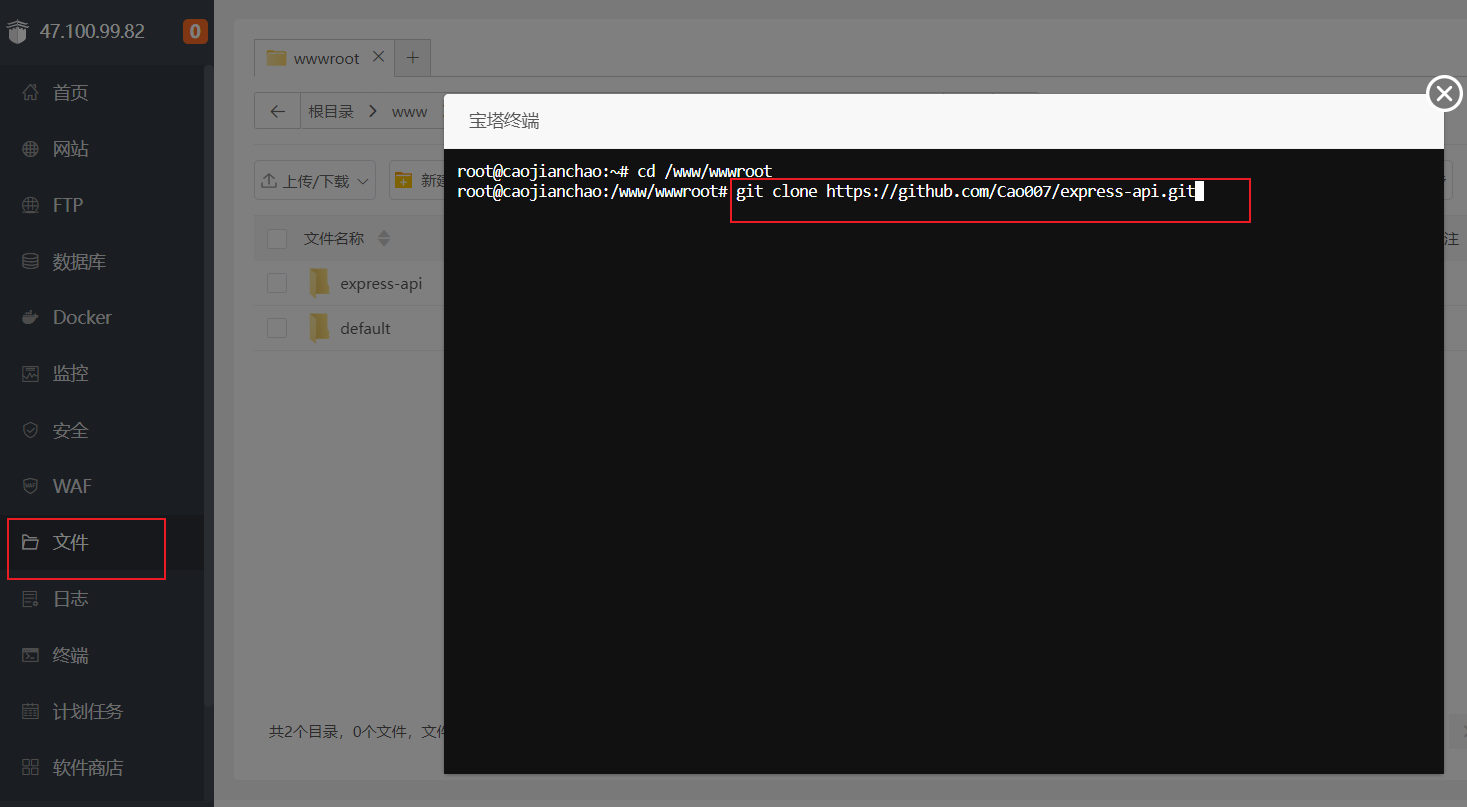 47.100.99.82
0
首页
网站
FTP
数据库
Docker
监控
安全
WAF
文件
日志
终端
计划任务
软件商店
wwwroot
根目录
www
上传/下载
新建
文件名称
注
express-api
default
共2个目录，0个文件，文件
宝塔终端
root@caojianchao:~# cd /www/wwwroot
root@caojianchao:/www/wwwroot# git clone https://github.com/Cao007/express-api.git